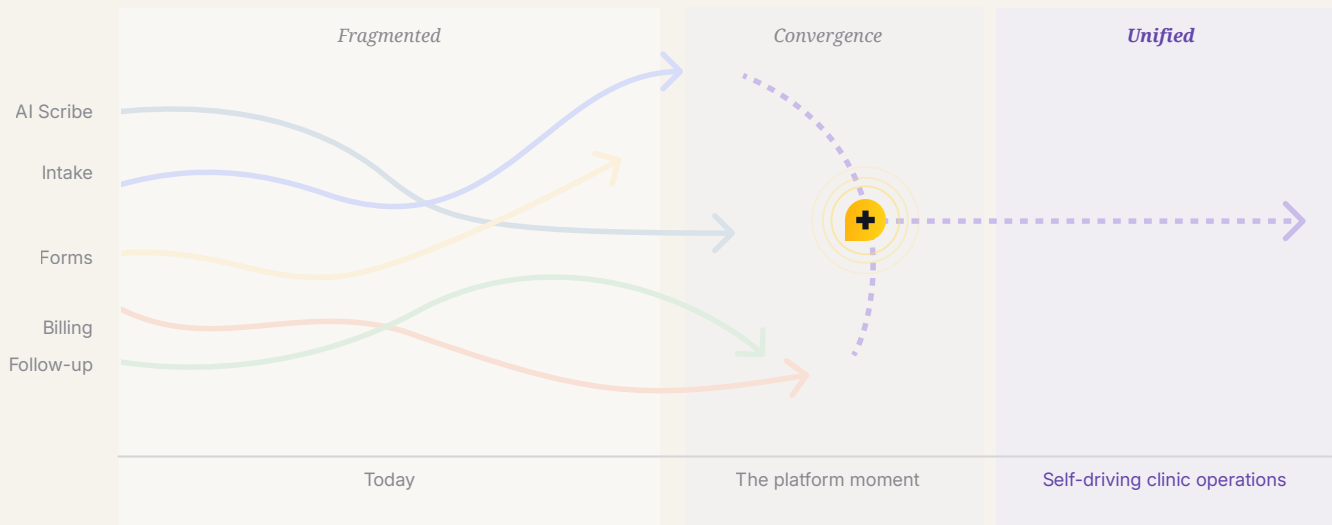 Fragmented
Convergence
Unified
AI Scribe
Intake
Forms
Billing
Follow-up
Today
The platform moment
Self-driving clinic operations